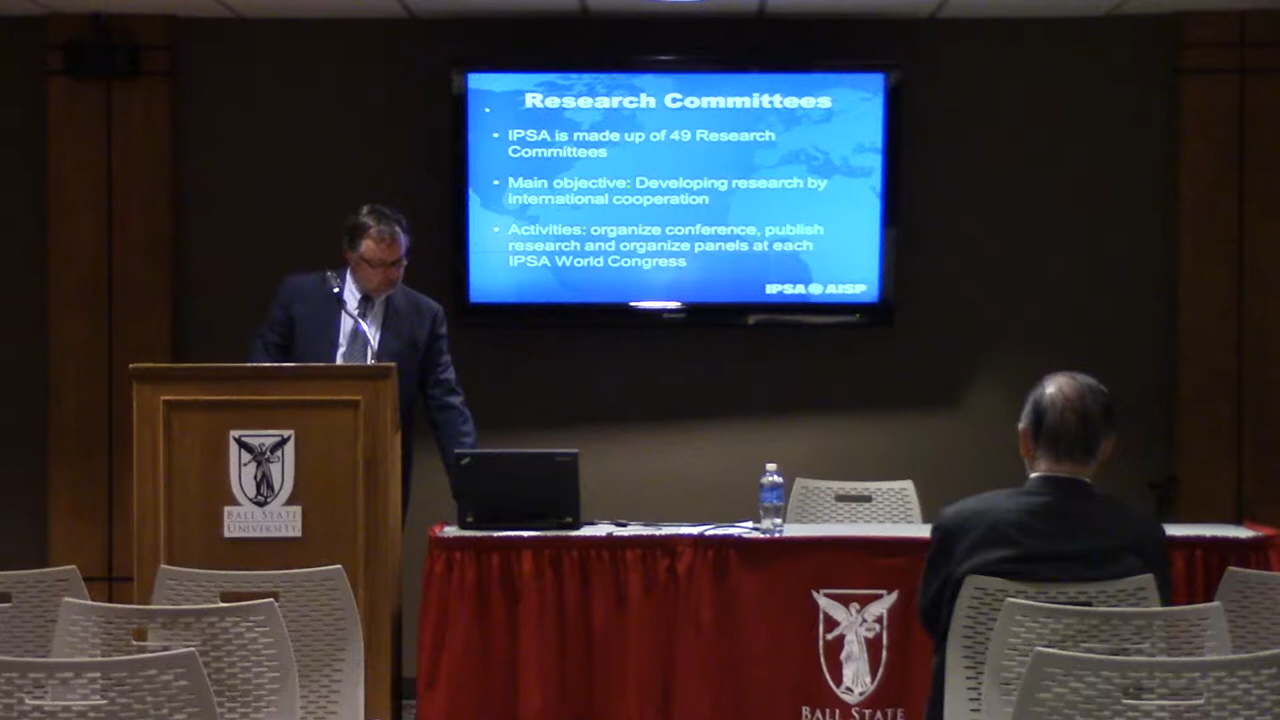 Research Committees
• IPSA is made up of 49 Research
Committees
• Main objective: Developing research by
international cooperation
• Activities: organize conference, publish
research and organize panels at each
IPSA World Congress
IPSA AISP
BALL STATE
UNIVERSITY
BALL STATE